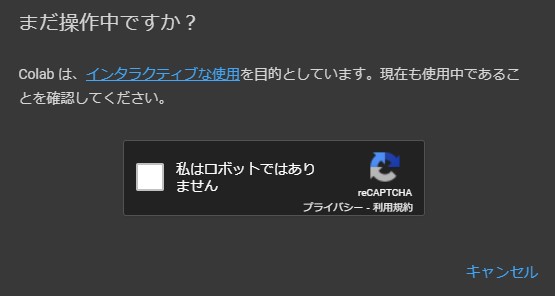 まだ操作中ですか？
Colab は、インタラクティブな使用を目的としています。現在も使用中であるこ
とを確認してください。
私はロボットではあり
ません
reCAPTCHA
プライバシー - 利用規約
キャンセル